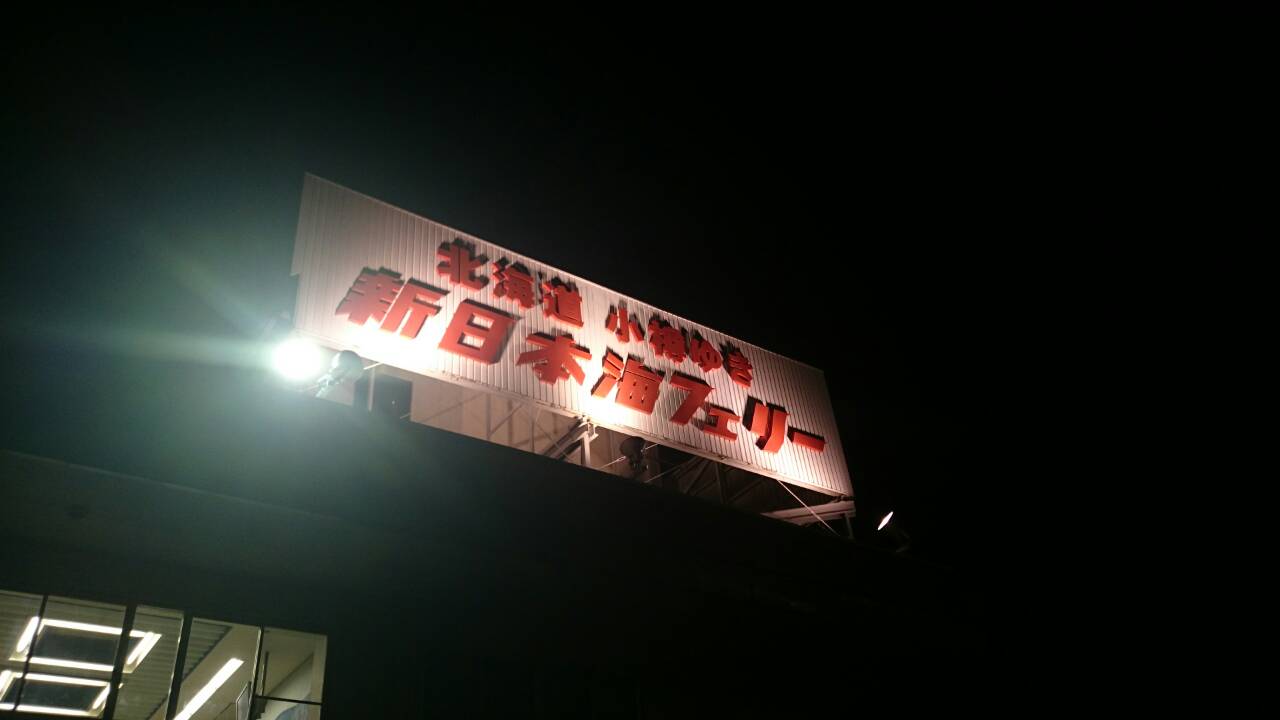 北海道 小樽ゆき
新日本海フェリー